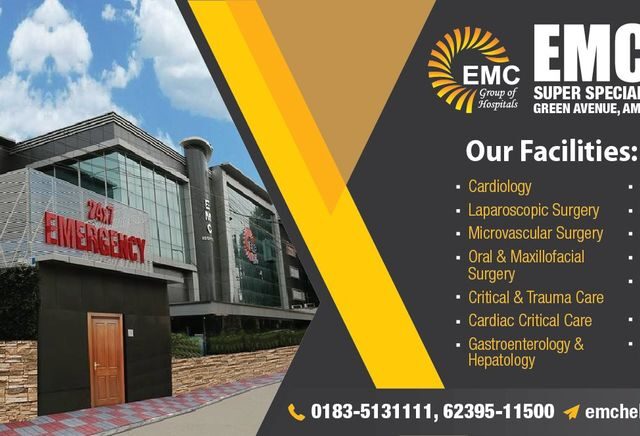 24x7
EMERGENCY
EMC
EMC
Group of
Hospitals
EMC
SUPER SPECIAL
GREEN AVENUE, AM
Our Facilities:
• Cardiology
• Laparoscopic Surgery
• Microvascular Surgery
• Oral & Maxillofacial
Surgery
• Critical & Trauma Care
• Cardiac Critical Care
• Gastroenterology &
Hepatology
0183-5131111, 62395-11500
emchel